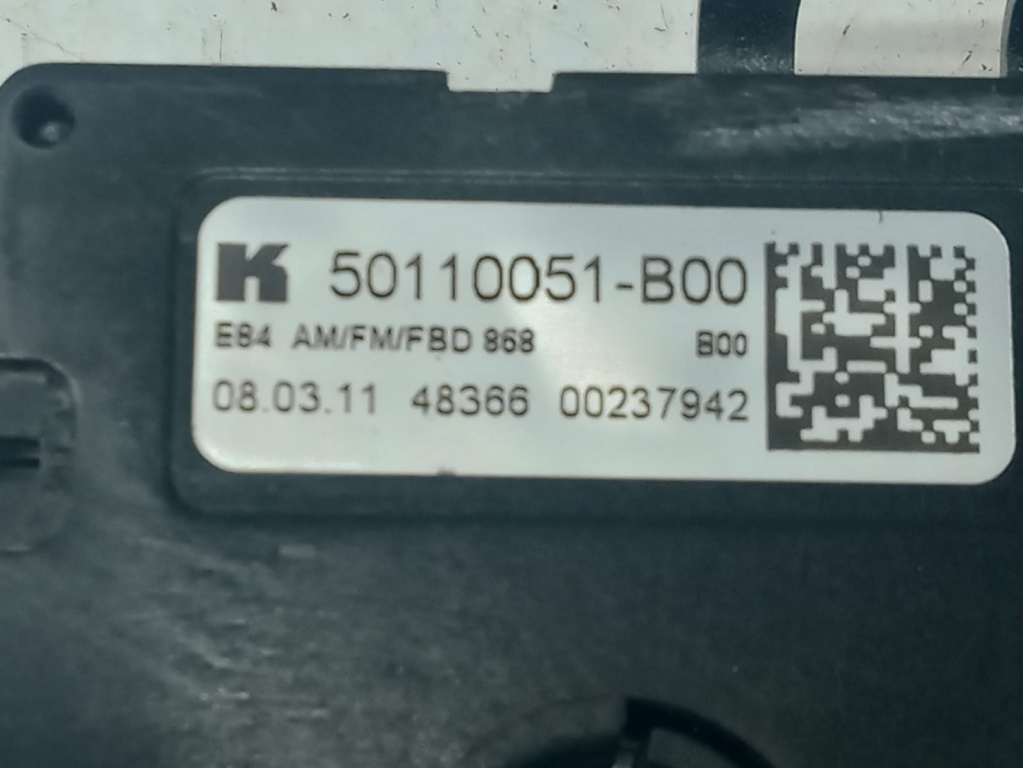 K 50110051-B00
E84 AM/FM/FBD 868 B00
08.03.11 48366 00237942